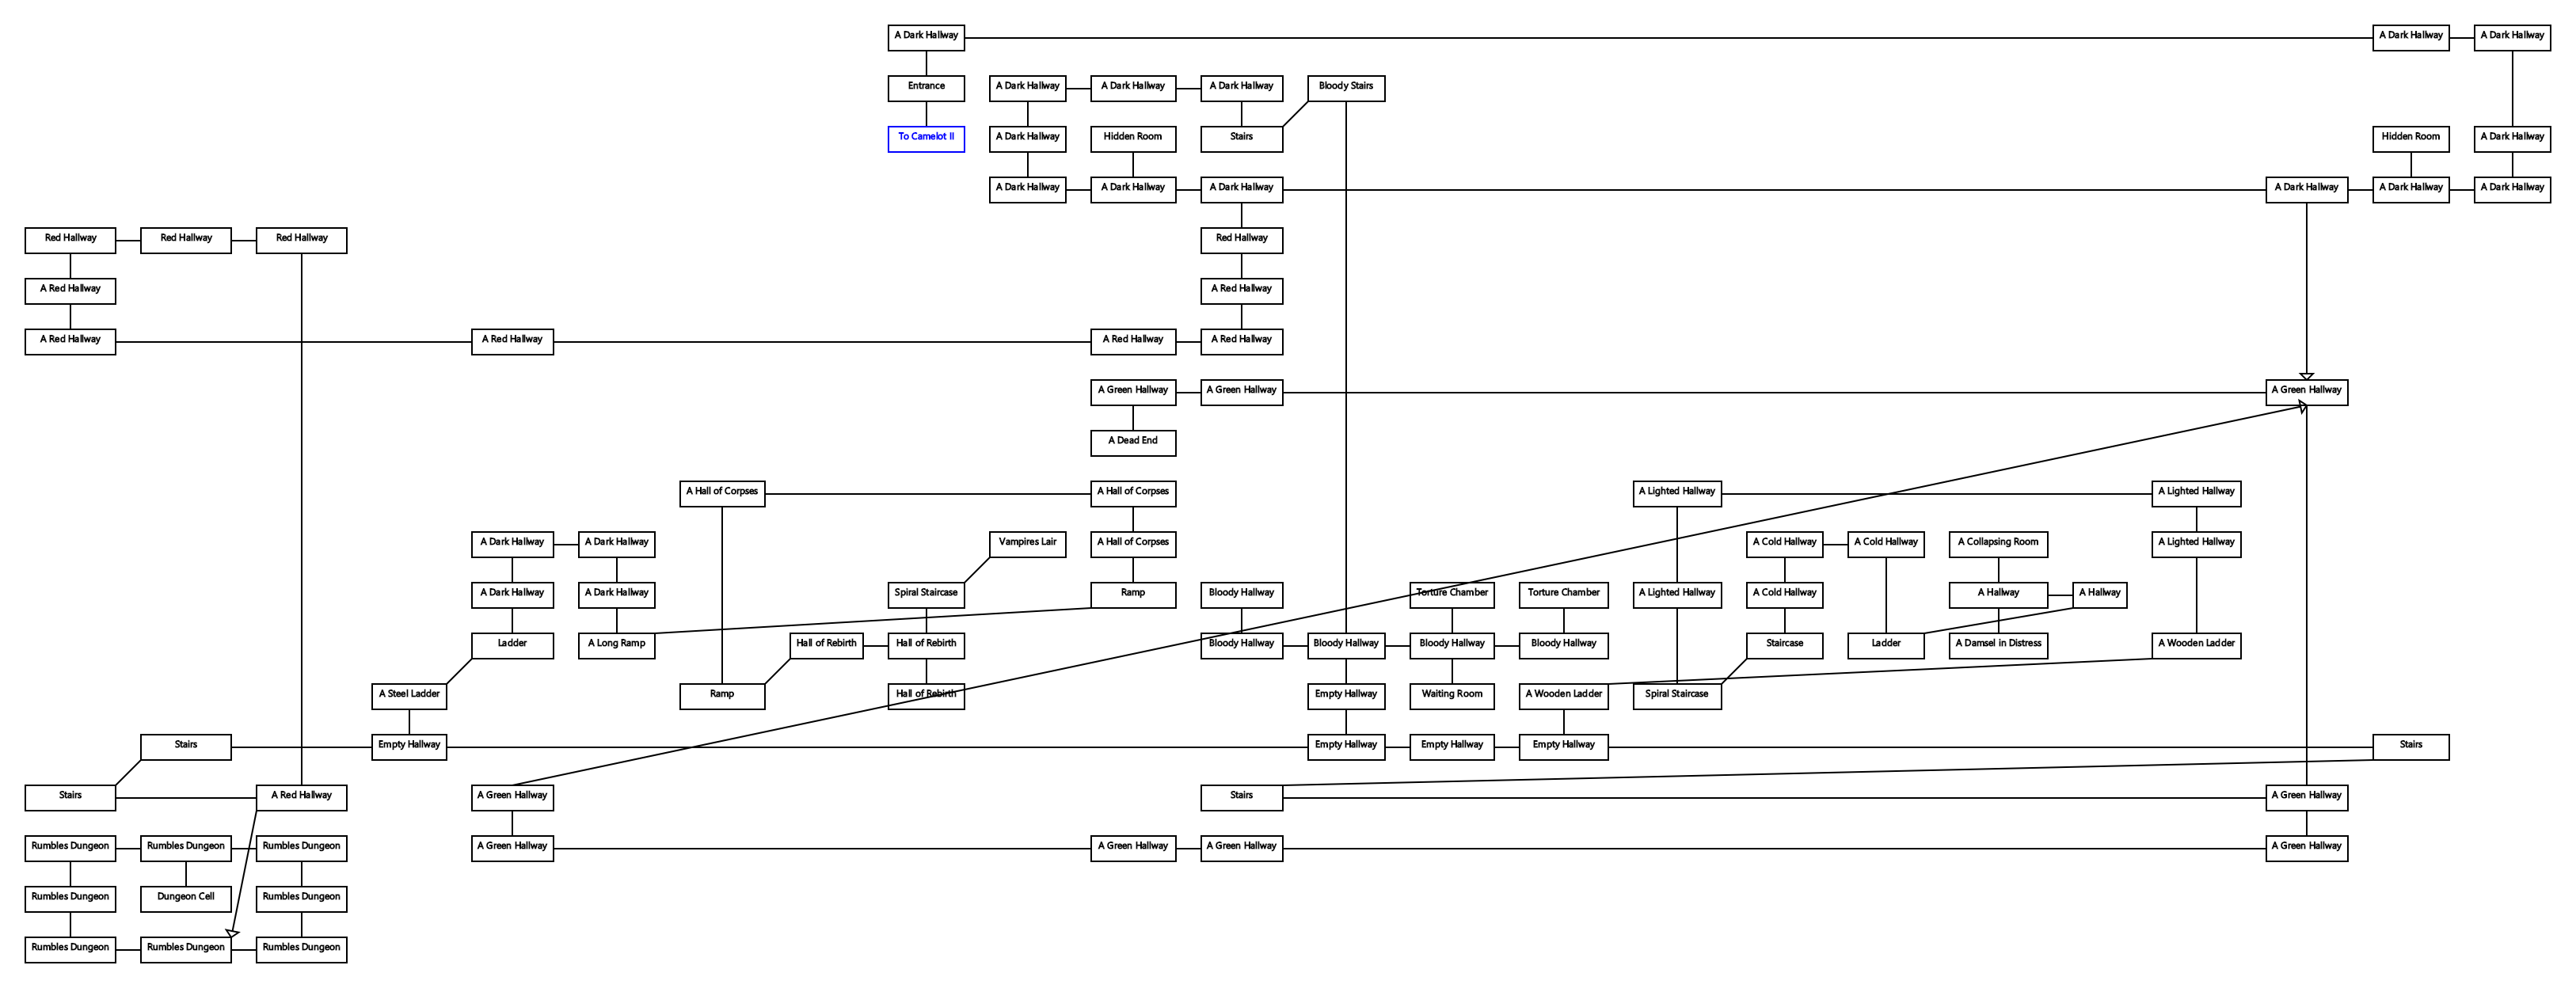 A Dark Hallway
A Dark Hallway
A Dark Hallway
Entrance
A Dark Hallway
A Dark Hallway
A Dark Hallway
Bloody Stairs
To Camelot II
A Dark Hallway
Hidden Room
Stairs
Hidden Room
A Dark Hallway
A Dark Hallway
A Dark Hallway
A Dark Hallway
A Dark Hallway
A Dark Hallway
A Dark Hallway
Red Hallway
Red Hallway
Red Hallway
Red Hallway
A Red Hallway
A Red Hallway
A Red Hallway
A Red Hallway
A Red Hallway
A Red Hallway
A Green Hallway
A Green Hallway
A Green Hallway
A Dead End
A Hall of Corpses
A Hall of Corpses
A Lighted Hallway
A Lighted Hallway
A Dark Hallway
A Dark Hallway
Vampires Lair
A Hall of Corpses
A Cold Hallway
A Cold Hallway
A Collapsing Room
A Lighted Hallway
A Dark Hallway
A Dark Hallway
Spiral Staircase
Ramp
Bloody Hallway
Torture Chamber
Torture Chamber
A Lighted Hallway
A Cold Hallway
A Hallway
A Hallway
Ladder
A Long Ramp
Hall of Rebirth
Hall of Rebirth
Bloody Hallway
Bloody Hallway
Bloody Hallway
Bloody Hallway
Staircase
Ladder
A Damsel in Distress
A Wooden Ladder
A Steel Ladder
Ramp
Hall of Rebirth
Empty Hallway
Waiting Room
A Wooden Ladder
Spiral Staircase
Stairs
Empty Hallway
Empty Hallway
Empty Hallway
Empty Hallway
Stairs
Stairs
A Red Hallway
A Green Hallway
Stairs
A Green Hallway
Rumbles Dungeon
Rumbles Dungeon
Rumbles Dungeon
A Green Hallway
A Green Hallway
A Green Hallway
A Green Hallway
Rumbles Dungeon
Dungeon Cell
Rumbles Dungeon
Rumbles Dungeon
Rumbles Dungeon
Rumbles Dungeon